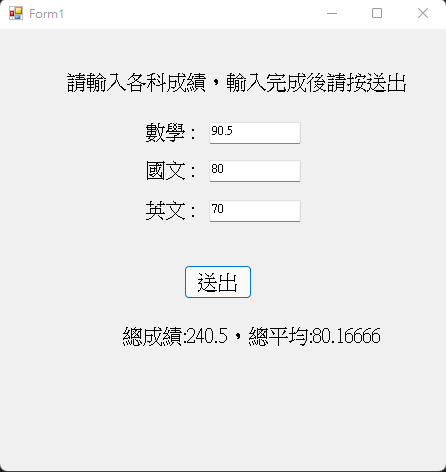 Form1
請輸入各科成績，輸入完成後請按送出
數學： 90.5
國文： 80
英文： 70
送出
總成績:240.5，總平均:80.16666